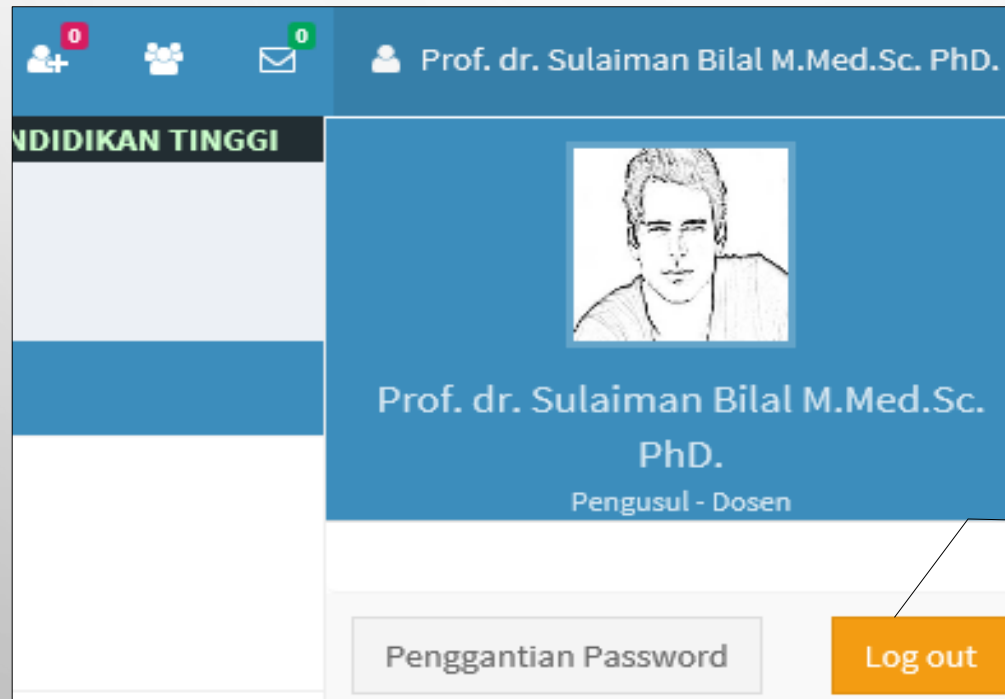 0
0
Prof. dr. Sulaiman Bilal M.Med.Sc. PhD.
NDIDIKAN TINGGI
Prof. dr. Sulaiman Bilal M.Med.Sc.
PhD.
Pengusul - Dosen
Penggantian Password
Log out